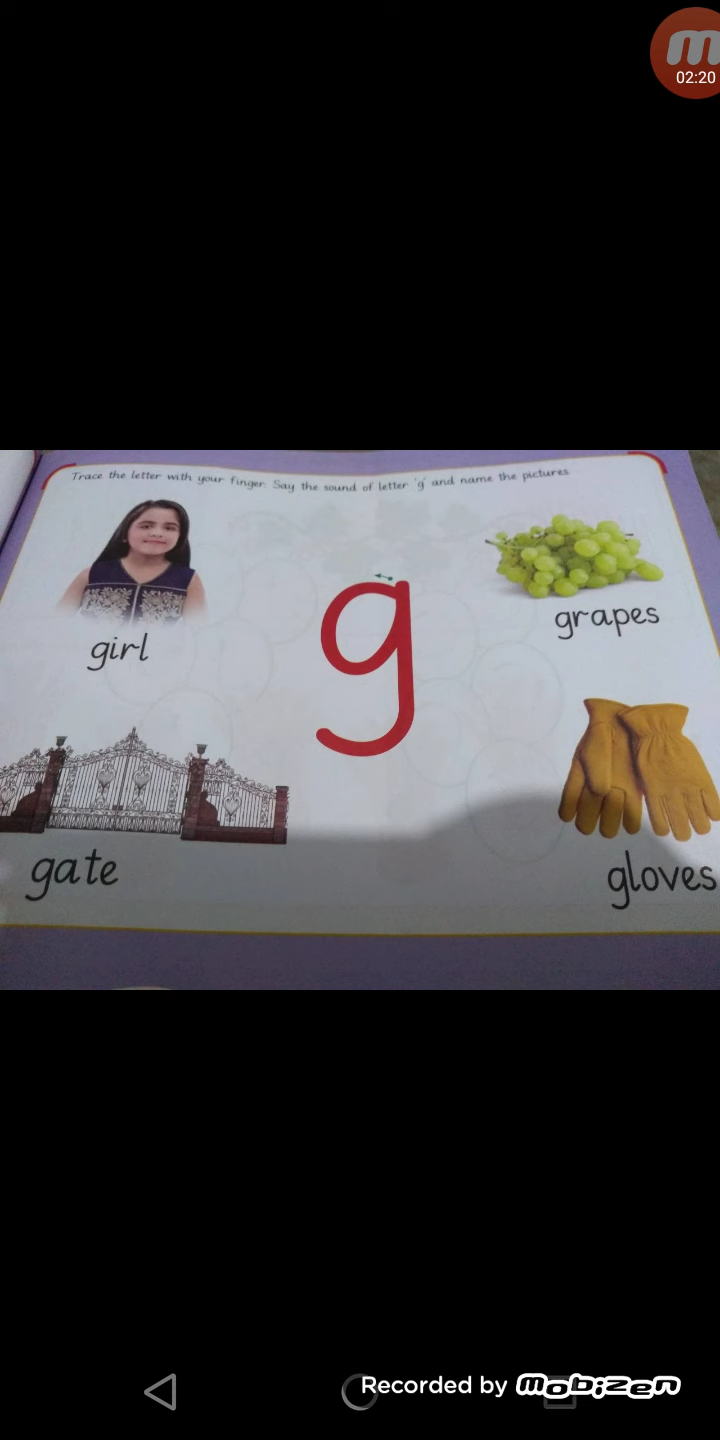 m
02:20
Trace the letter with your finger. Say the sound of letter 'g' and name the pictures.
girl
g
grapes
gate
gloves
Recorded by mobizen